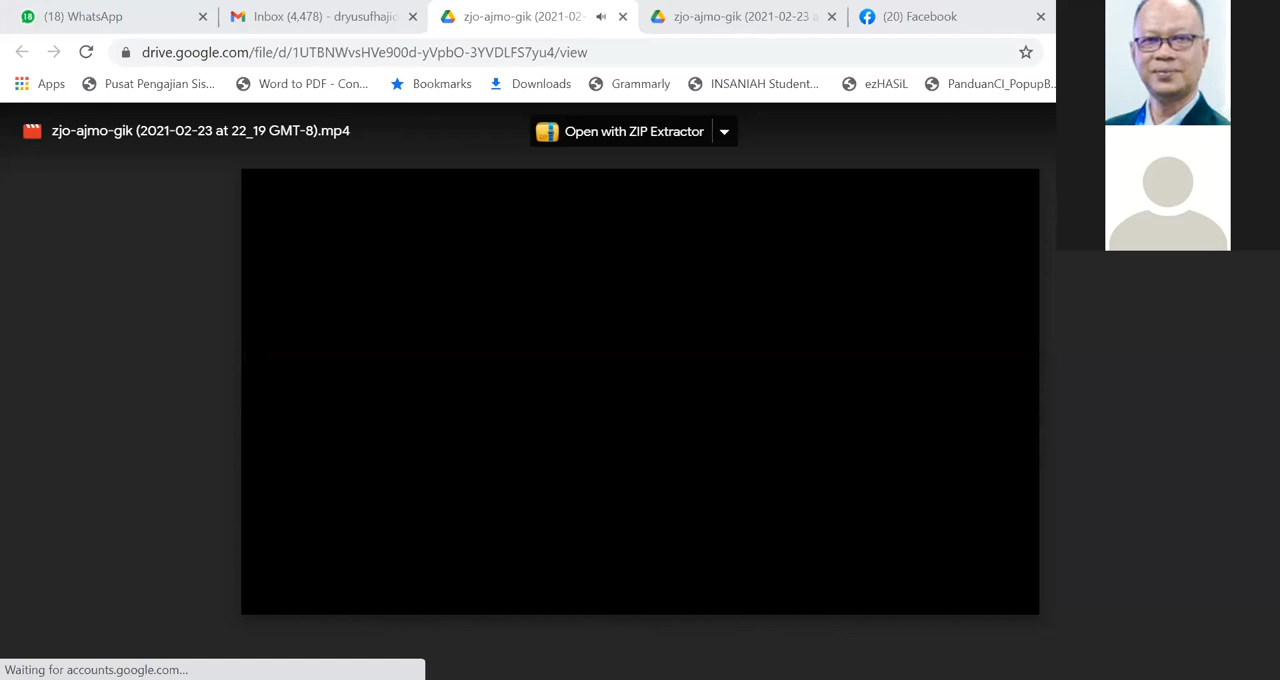 18 (18) WhatsApp
Inbox (4,478) - dryusufhajid
zjo-ajmo-gik (2021-02-
zjo-ajmo-gik (2021-02-23 a
(20) Facebook
drive.google.com/file/d/1UTBNWvsHVe900d-yVpbO-3YVDLFS7yu4/view
Apps
Pusat Pengajian Sis...
Word to PDF - Con...
Bookmarks
Downloads
Grammarly
INSANIAH Student...
ezHASiL
PanduanCI_PopupB...
zjo-ajmo-gik (2021-02-23 at 22_19 GMT-8).mp4
Open with ZIP Extractor
Waiting for accounts.google.com...